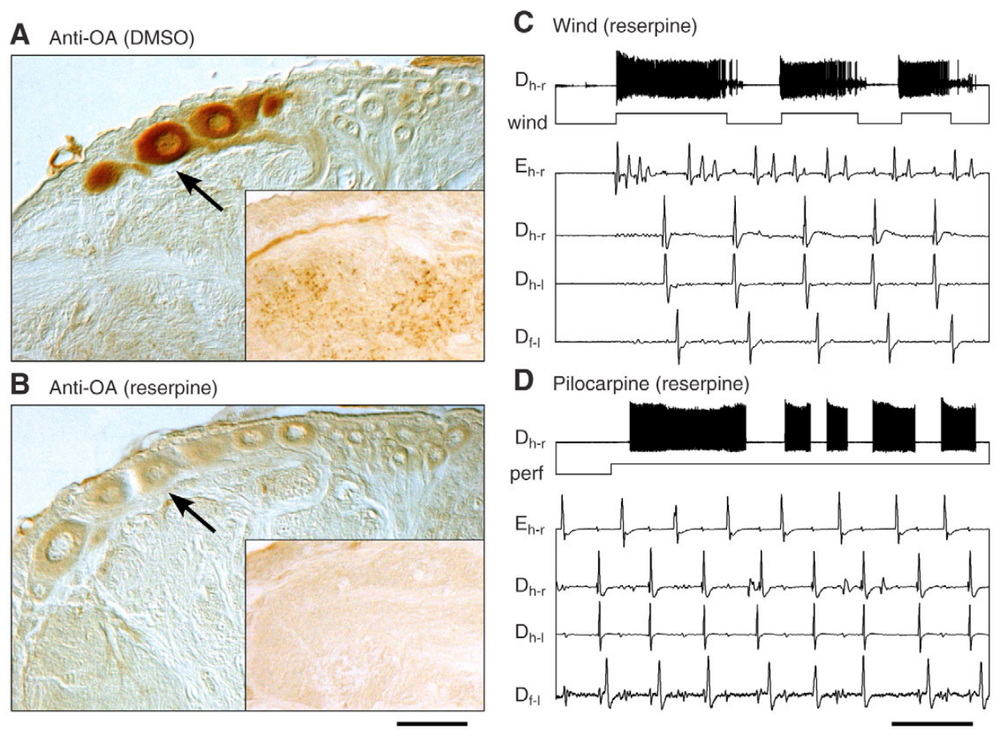 A Anti-OA (DMSO)
B Anti-OA (reserpine)
C Wind (reserpine)
Dh-r
wind
Eh-r
Dh-r
Dh-l
Df-l
D Pilocarpine (reserpine)
Dh-r
perf
Eh-r
Dh-r
Dh-l
Df-l